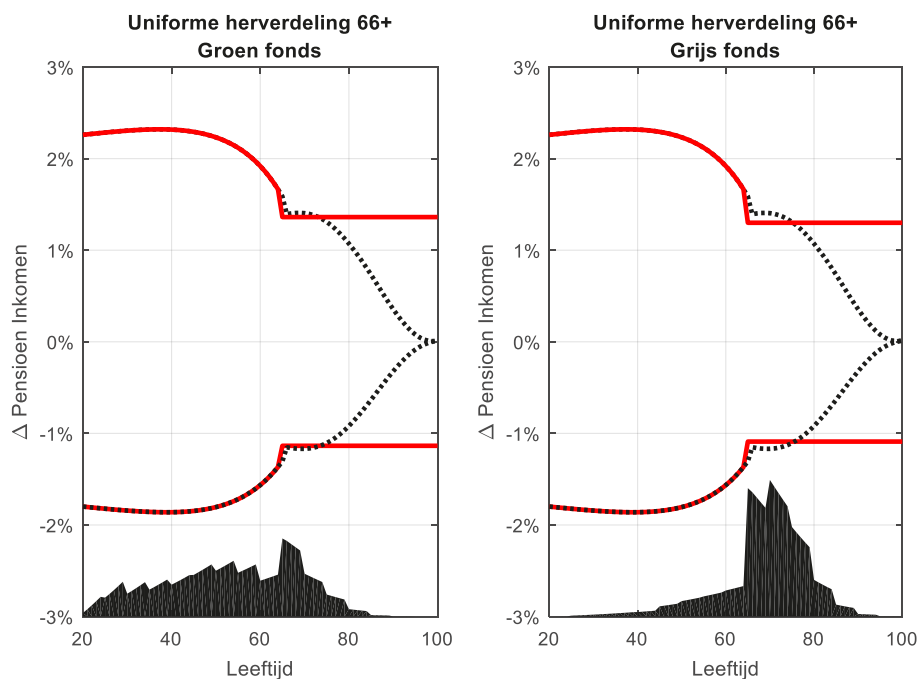 Uniforme herverdeling 66+
Groen fonds
3%
2%
1%
0%
-1%
-2%
-3%
Δ Pensioen Inkomen
20 40 60 80 100
Leeftijd
Uniforme herverdeling 66+
Grijs fonds
3%
2%
1%
0%
-1%
-2%
-3%
Δ Pensioen Inkomen
20 40 60 80 100
Leeftijd